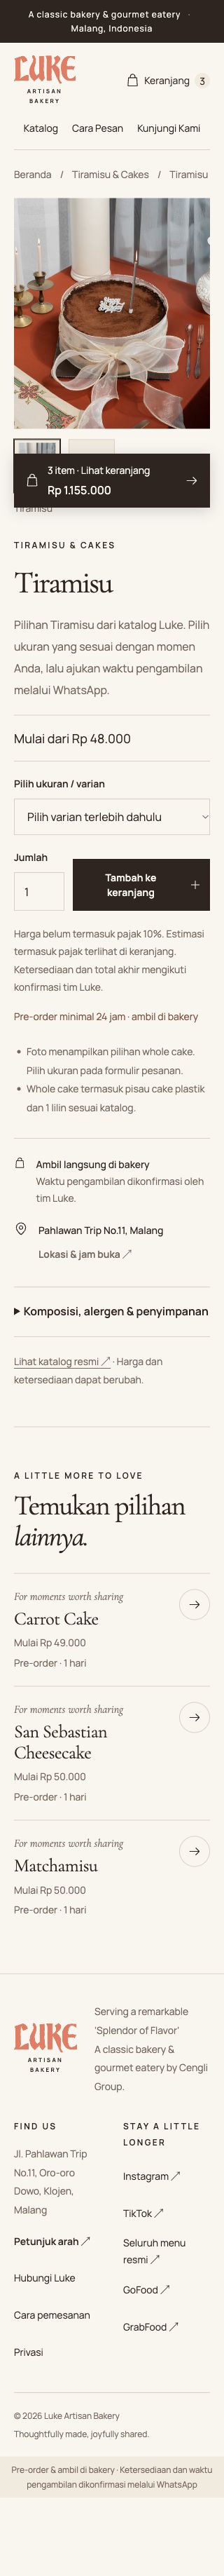 A classic bakery & gourmet eatery ·
Malang, Indonesia
LUKE
ARTISAN
BAKERY
Keranjang 3
Katalog Cara Pesan Kunjungi Kami
Beranda / Tiramisu & Cakes / Tiramisu
3 item · Lihat keranjang
Rp 1.155.000
Tiramisu
TIRAMISU & CAKES
Tiramisu
Pilihan Tiramisu dari katalog Luke. Pilih
ukuran yang sesuai dengan momen
Anda, lalu ajukan waktu pengambilan
melalui WhatsApp.
Mulai dari Rp 48.000
Pilih ukuran / varian
Pilih varian terlebih dahulu
Jumlah
1
Tambah ke
keranjang
Harga belum termasuk pajak 10%. Estimasi
termasuk pajak terlihat di keranjang.
Ketersediaan dan total akhir mengikuti
konfirmasi tim Luke.
Pre-order minimal 24 jam · ambil di bakery
Foto menampilkan pilihan whole cake.
Pilih ukuran pada formulir pesanan.
Whole cake termasuk pisau cake plastik
dan 1 lilin sesuai katalog.
Ambil langsung di bakery
Waktu pengambilan dikonfirmasi oleh
tim Luke.
Pahlawan Trip No.11, Malang
Lokasi & jam buka ↗
▶ Komposisi, alergen & penyimpanan
Lihat katalog resmi ↗ · Harga dan
ketersediaan dapat berubah.
A LITTLE MORE TO LOVE
Temukan pilihan
lainnya.
For moments worth sharing
Carrot Cake
Mulai Rp 49.000
Pre-order · 1 hari
For moments worth sharing
San Sebastian
Cheesecake
Mulai Rp 50.000
Pre-order · 1 hari
For moments worth sharing
Matchamisu
Mulai Rp 50.000
Pre-order · 1 hari
LUKE
ARTISAN
BAKERY
Serving a remarkable
'Splendor of Flavor'
A classic bakery &
gourmet eatery by Cengli
Group.
FIND US
Jl. Pahlawan Trip
No.11, Oro-oro
Dowo, Klojen,
Malang
Petunjuk arah ↗
Hubungi Luke
Cara pemesanan
Privasi
STAY A LITTLE
LONGER
Instagram ↗
TikTok ↗
Seluruh menu
resmi ↗
GoFood ↗
GrabFood ↗
© 2026 Luke Artisan Bakery
Thoughtfully made, joyfully shared.
Pre-order & ambil di bakery · Ketersediaan dan waktu
pengambilan dikonfirmasi melalui WhatsApp